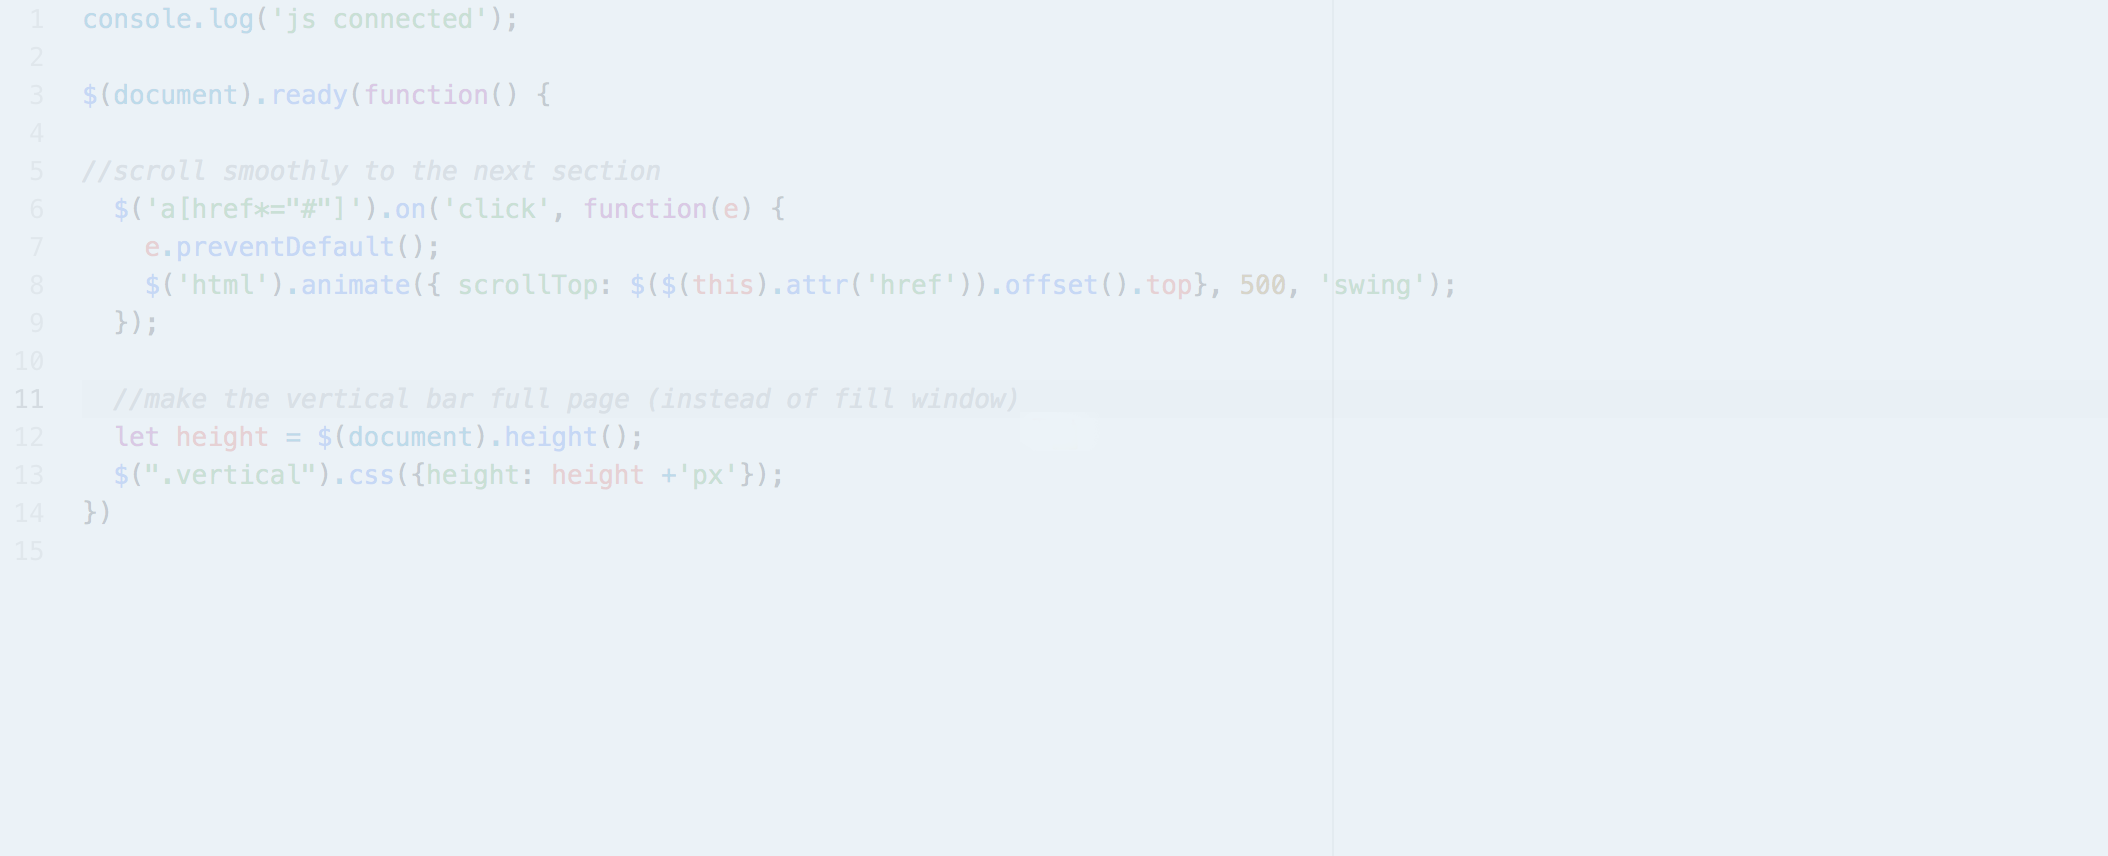 1 console.log('js connected');
2
3 $(document).ready(function() {
4
5 //scroll smoothly to the next section
6 $('a[href*="#"]').on('click', function(e) {
7 e.preventDefault();
8 $('html').animate({ scrollTop: $($(this).attr('href')).offset().top}, 500, 'swing');
9 });
10
11 //make the vertical bar full page (instead of fill window)
12 let height = $(document).height();
13 $(".vertical").css({height: height +'px'});
14 })
15